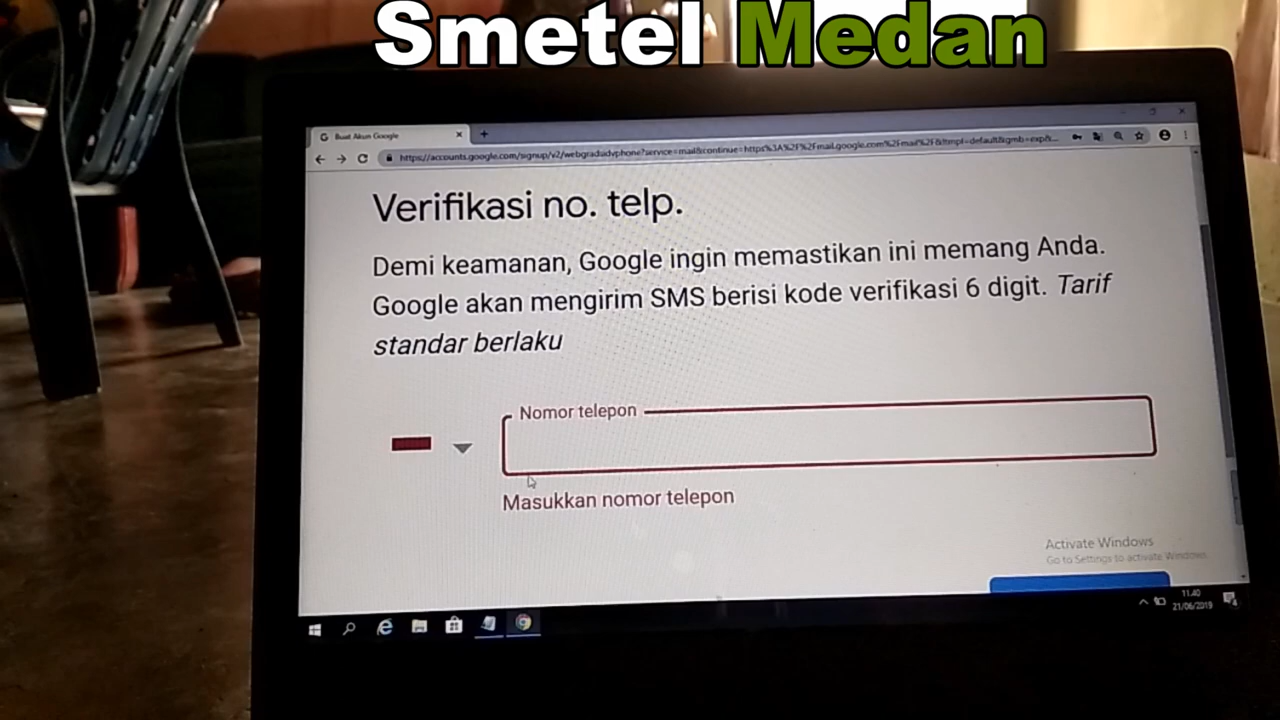 Smetel Medan
Buat Akun Google
Verifikasi no. telp.
Demi keamanan, Google ingin memastikan ini memang Anda.
Google akan mengirim SMS berisi kode verifikasi 6 digit. Tarif
standar berlaku
Nomor telepon
Masukkan nomor telepon
Activate Windows
Go to Settings to activate Windows.
11.40
21/06/2019